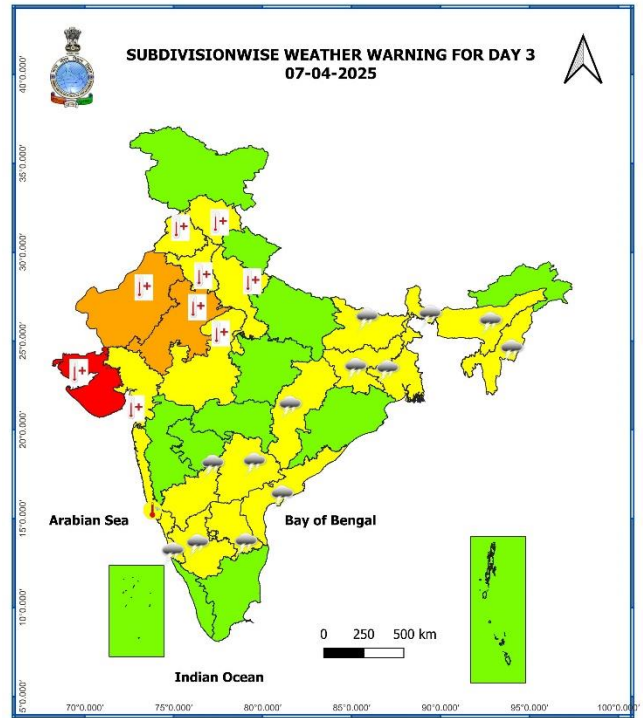 SUBDIVISIONWISE WEATHER WARNING FOR DAY 3
07-04-2025
40°0.000'
35°0.000'
30°0.000'
25°0.000'
20°0.000'
15°0.000'
10°0.000'
5°0.000'
Arabian Sea
Bay of Bengal
0 250 500 km
Indian Ocean
70°0.000' 75°0.000' 80°0.000' 85°0.000' 90°0.000' 95°0.000' 100°0.000'